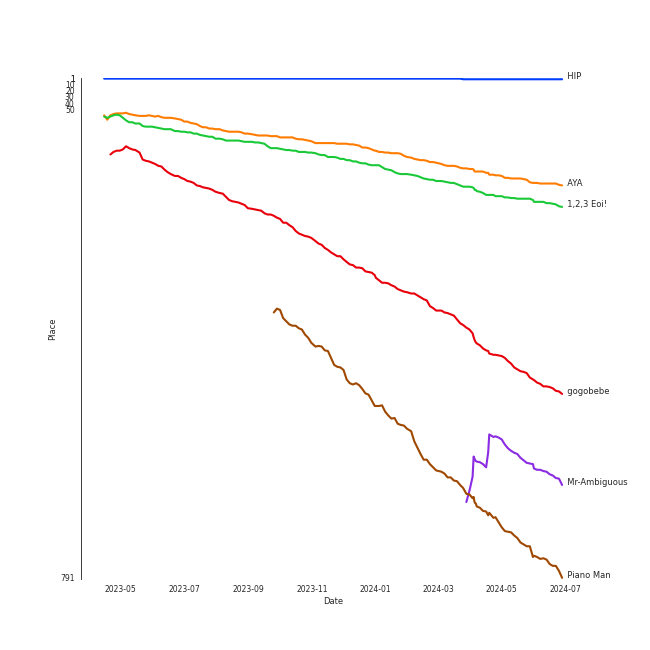 1
10
20
30
40
50
791
Place
HIP
AYA
1,2,3 Eoi!
gogobebe
Mr-Ambiguous
Piano Man
2023-05 2023-07 2023-09 2023-11 2024-01 2024-03 2024-05 2024-07
Date